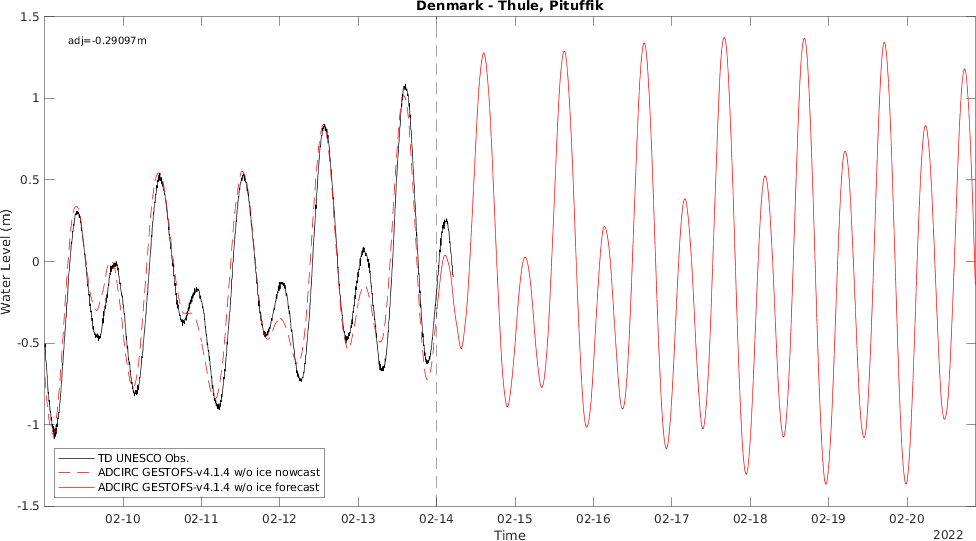 Denmark - Thule, Pituffik
1.5
adj=-0.29097m
1
0.5
0
-0.5
-1
-1.5
Water Level (m)
TD UNESCO Obs.
ADCIRC GESTOFS-v4.1.4 w/o ice nowcast
ADCIRC GESTOFS-v4.1.4 w/o ice forecast
02-10 02-11 02-12 02-13 02-14 02-15 02-16 02-17 02-18 02-19 02-20
Time
2022